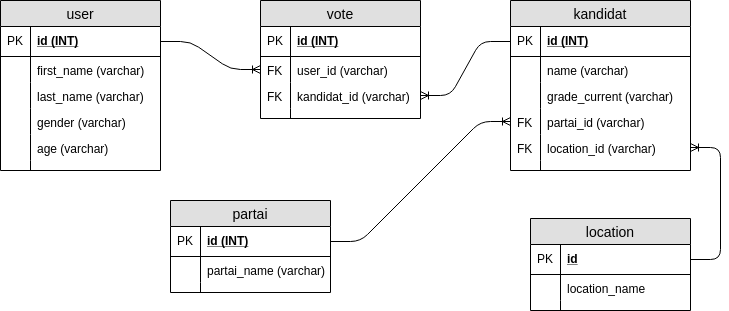 user
PK id (INT)
first_name (varchar)
last_name (varchar)
gender (varchar)
age (varchar)
vote
PK id (INT)
FK user_id (varchar)
FK kandidat_id (varchar)
kandidat
PK id (INT)
name (varchar)
grade_current (varchar)
FK partai_id (varchar)
FK location_id (varchar)
partai
PK id (INT)
partai_name (varchar)
location
PK id
location_name